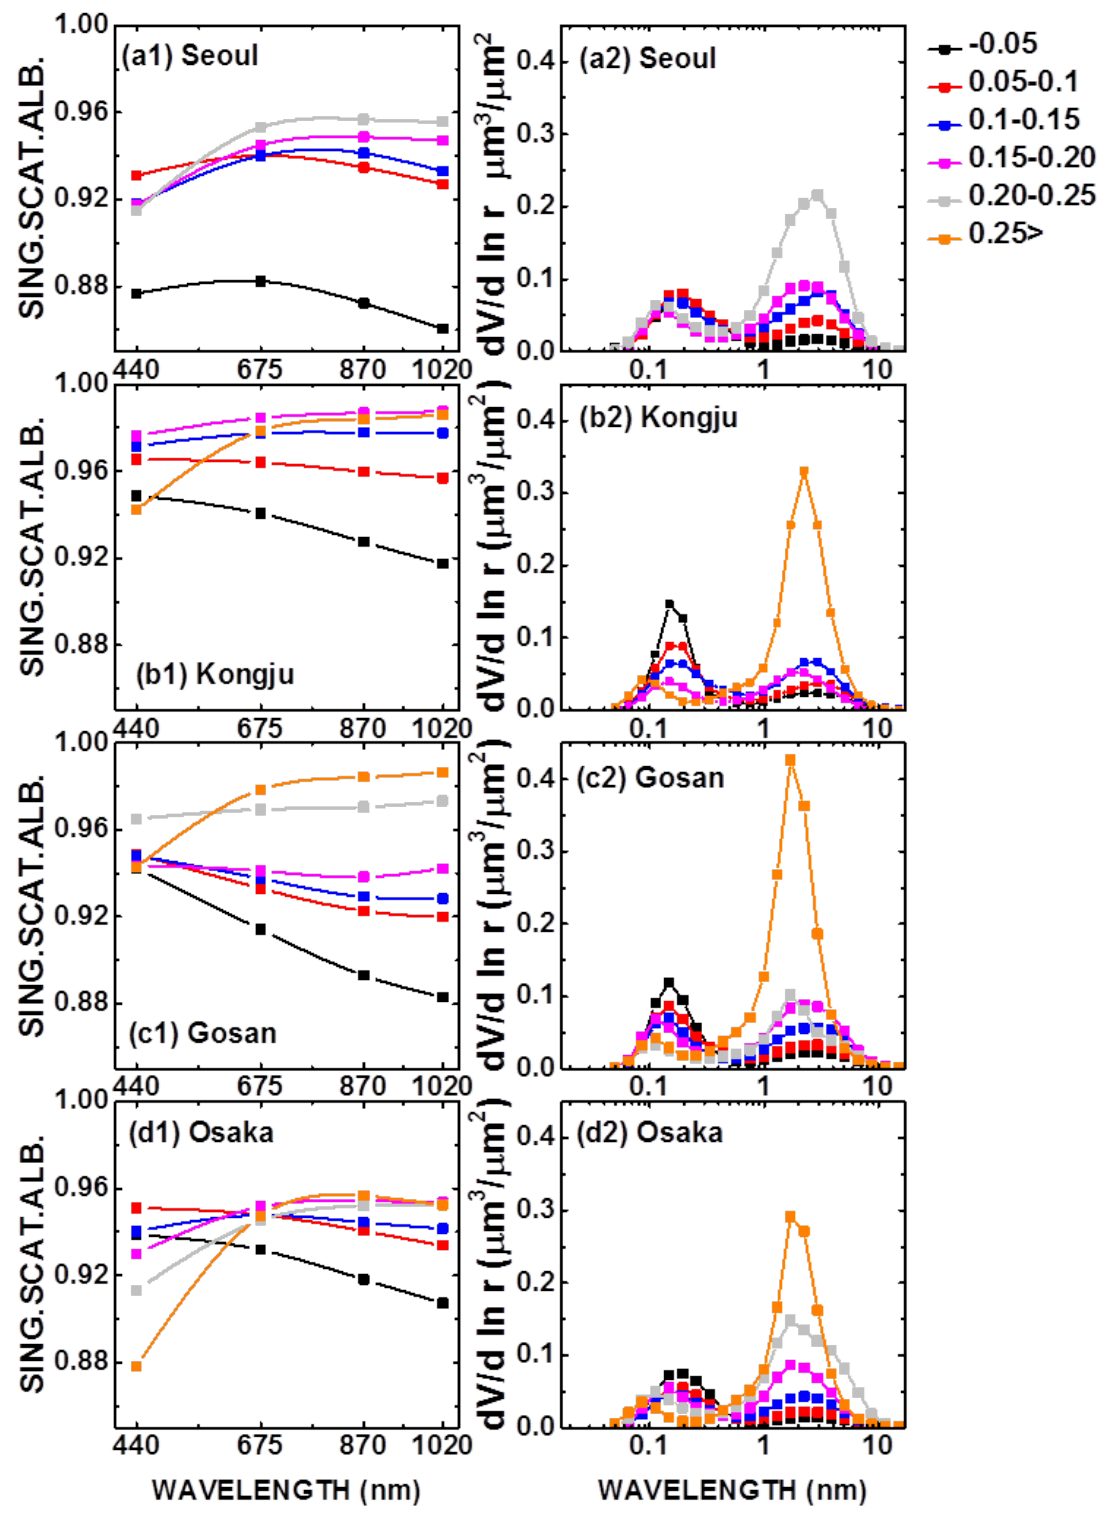 (a1) Seoul
SING.SCAT.ALB.
1.00
0.96
0.92
0.88
440 675 870 1020
(a2) Seoul
dV/d ln r μm³/μm²
0.4
0.3
0.2
0.1
0.0
0.1 1 10
-0.05
0.05-0.1
0.1-0.15
0.15-0.20
0.20-0.25
0.25>
(b1) Kongju
SING.SCAT.ALB.
1.00
0.96
0.92
0.88
440 675 870 1020
(b2) Kongju
dV/d ln r (μm³/μm²)
0.4
0.3
0.2
0.1
0.0
0.1 1 10
(c1) Gosan
SING.SCAT.ALB.
1.00
0.96
0.92
0.88
440 675 870 1020
(c2) Gosan
dV/d ln r (μm³/μm²)
0.4
0.3
0.2
0.1
0.0
0.1 1 10
(d1) Osaka
SING.SCAT.ALB.
1.00
0.96
0.92
0.88
440 675 870 1020
WAVELENGTH (nm)
(d2) Osaka
dV/d ln r (μm³/μm²)
0.4
0.3
0.2
0.1
0.0
0.1 1 10
WAVELENGTH (nm)